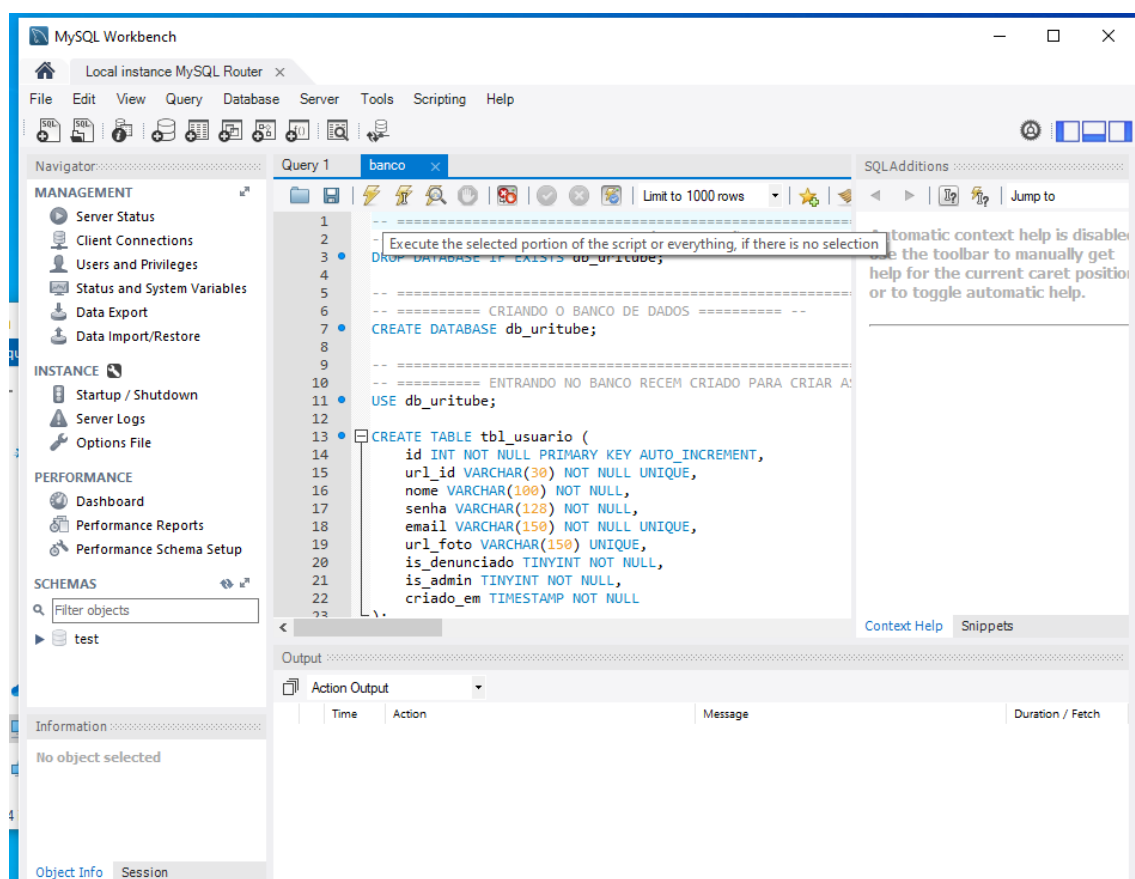 MySQL Workbench
Local instance MySQL Router
File Edit View Query Database Server Tools Scripting Help
Navigator
MANAGEMENT
Server Status
Client Connections
Users and Privileges
Status and System Variables
Data Export
Data Import/Restore
INSTANCE
Startup / Shutdown
Server Logs
Options File
PERFORMANCE
Dashboard
Performance Reports
Performance Schema Setup
SCHEMAS
Filter objects
test
Information
No object selected
Object Info Session
Query 1 banco
Limit to 1000 rows
Execute the selected portion of the script or everything, if there is no selection
1 -- ==========================================================
2
3 DROP DATABASE IF EXISTS db_uritube;
4
5 -- ==========================================================
6 -- ========== CRIANDO O BANCO DE DADOS ========== --
7 CREATE DATABASE db_uritube;
8
9 -- ==========================================================
10 -- ========== ENTRANDO NO BANCO RECEM CRIADO PARA CRIAR
11 USE db_uritube;
12
13 CREATE TABLE tbl_usuario (
14 id INT NOT NULL PRIMARY KEY AUTO_INCREMENT,
15 url_id VARCHAR(30) NOT NULL UNIQUE,
16 nome VARCHAR(100) NOT NULL,
17 senha VARCHAR(128) NOT NULL,
18 email VARCHAR(150) NOT NULL UNIQUE,
19 url_foto VARCHAR(150) UNIQUE,
20 is_denunciado TINYINT NOT NULL,
21 is_admin TINYINT NOT NULL,
22 criado_em TIMESTAMP NOT NULL
23 );
SQLAdditions
Jump to
Automatic context help is
Use the toolbar to manually get
help for the current caret
or to toggle automatic help.
Context Help Snippets
Output
Action Output
Time Action Message Duration / Fetch